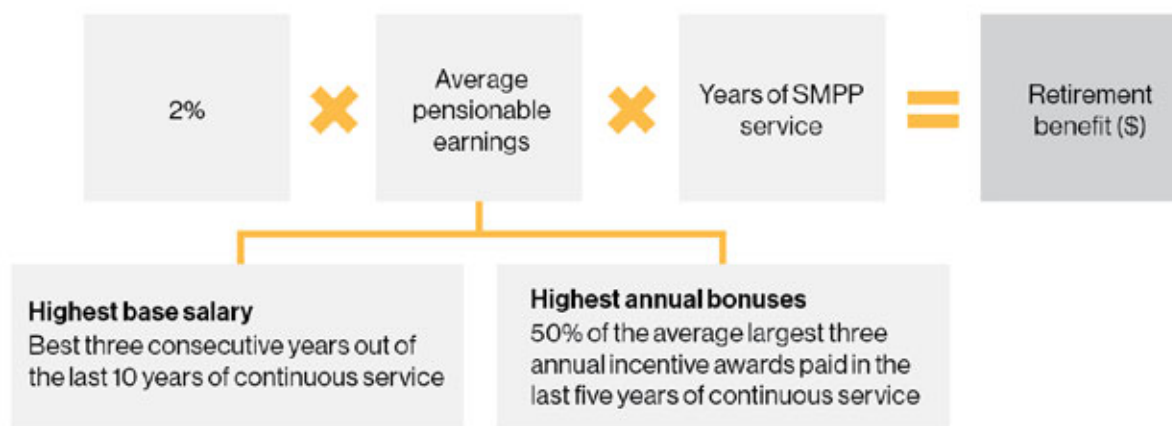 2%
Average
pensionable
earnings
Years of SMPP
service
Retirement
benefit ($)
Highest base salary
Best three consecutive years out of
the last 10 years of continuous service
Highest annual bonuses
50% of the average largest three
annual incentive awards paid in the
last five years of continuous service